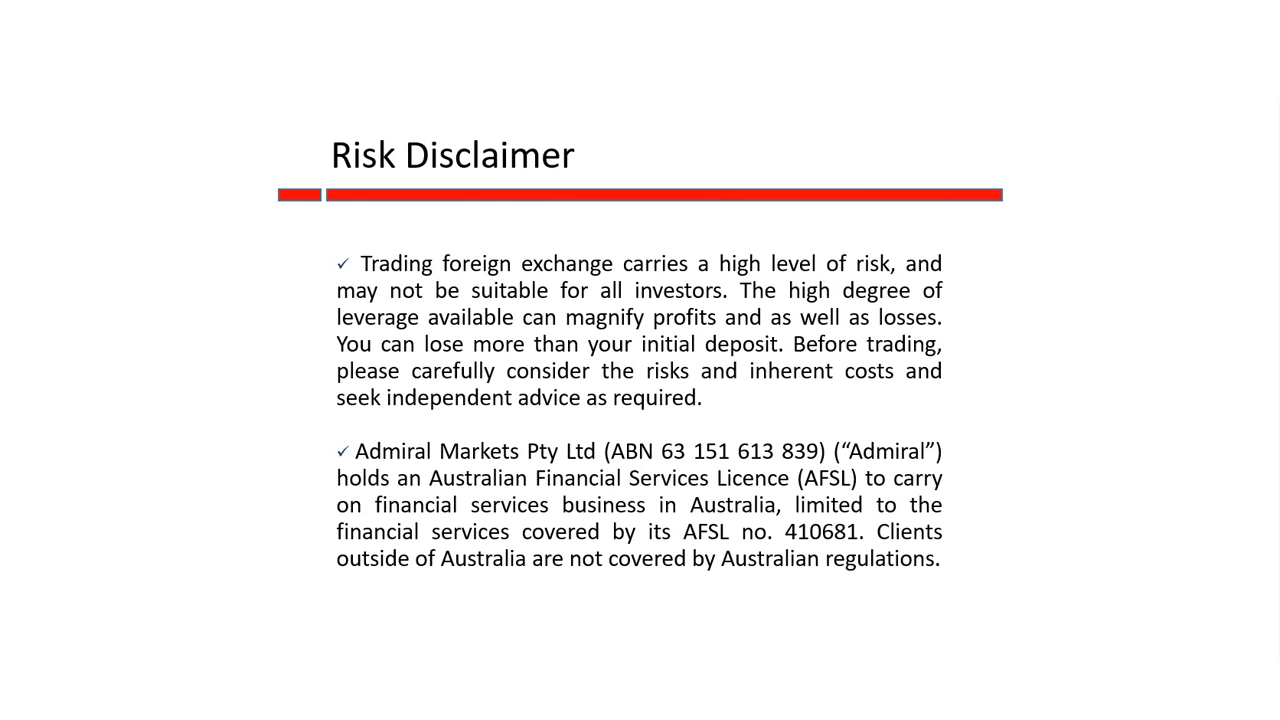 Risk Disclaimer
✓ Trading foreign exchange carries a high level of risk, and
may not be suitable for all investors. The high degree of
leverage available can magnify profits and as well as losses.
You can lose more than your initial deposit. Before trading,
please carefully consider the risks and inherent costs and
seek independent advice as required.
✓ Admiral Markets Pty Ltd (ABN 63 151 613 839) (“Admiral”)
holds an Australian Financial Services Licence (AFSL) to carry
on financial services business in Australia, limited to the
financial services covered by its AFSL no. 410681. Clients
outside of Australia are not covered by Australian regulations.